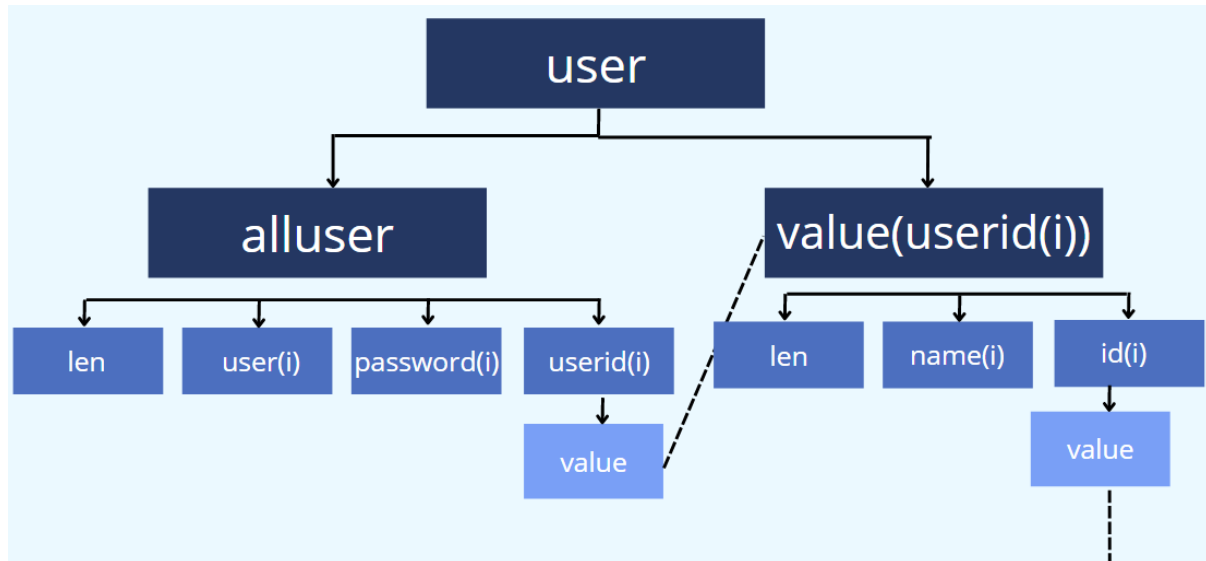 user
alluser
value(userid(i))
len
user(i)
password(i)
userid(i)
len
name(i)
id(i)
value
value